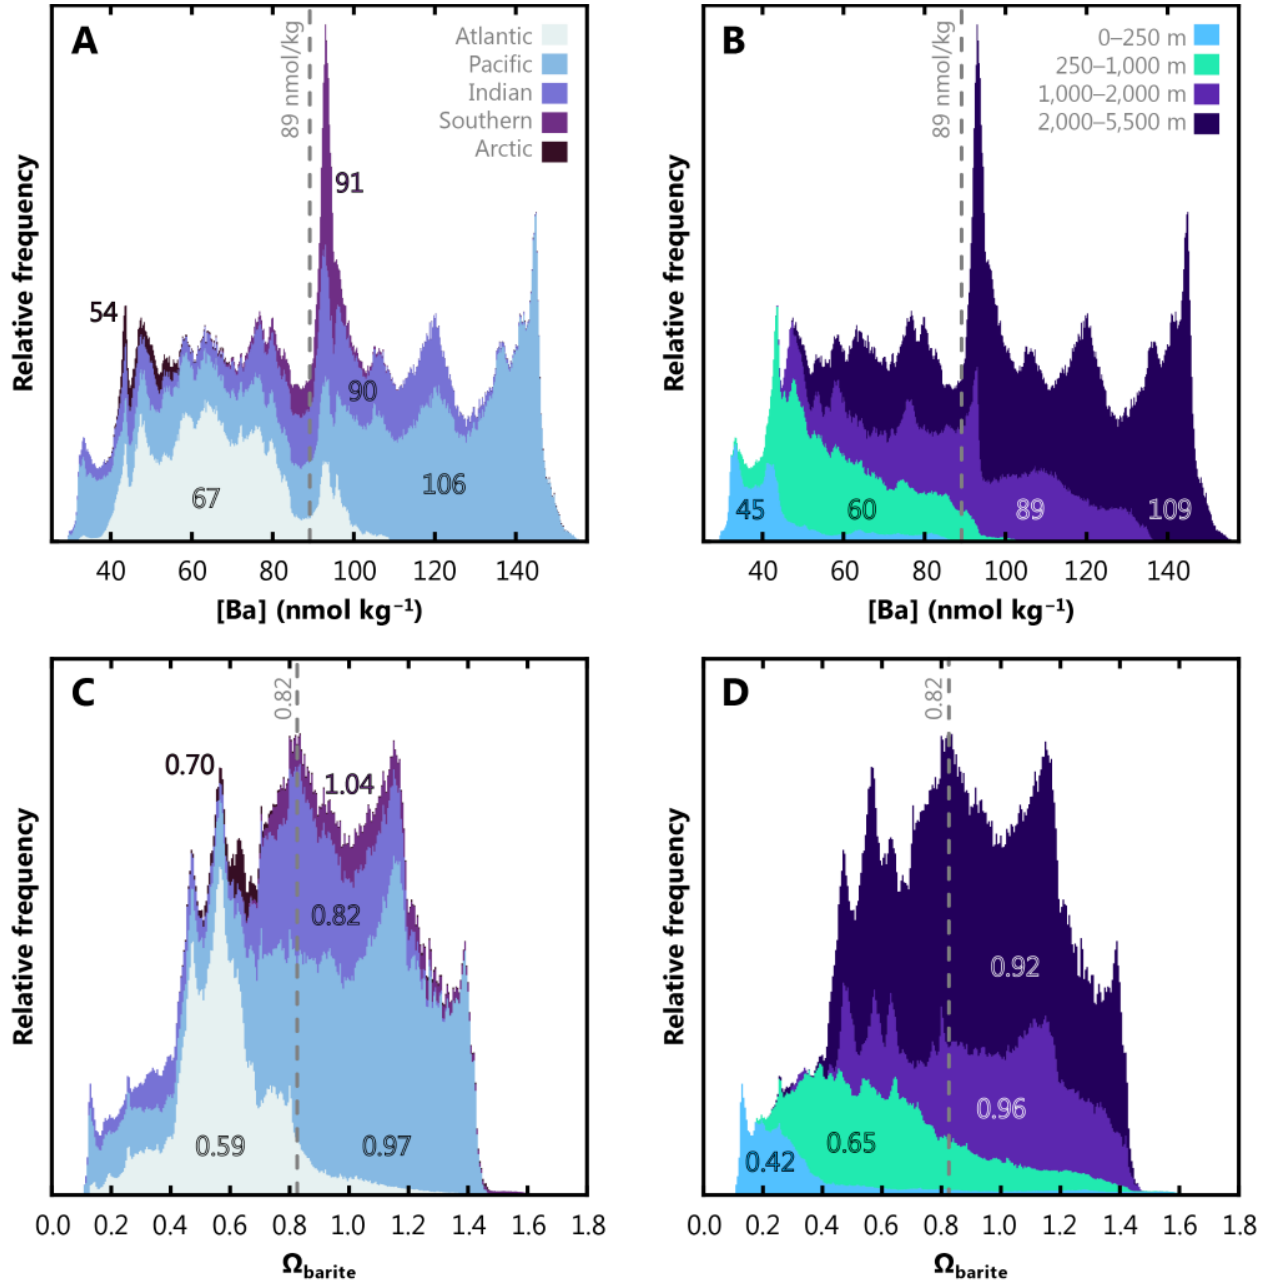 A
89 nmol/kg
Atlantic
Pacific
Indian
Southern
Arctic
91
54
90
67
106
Relative frequency
40 60 80 100 120 140
[Ba] (nmol kg⁻¹)
B
89 nmol/kg
0–250 m
250–1,000 m
1,000–2,000 m
2,000–5,500 m
45 60 89 109
Relative frequency
40 60 80 100 120 140
[Ba] (nmol kg⁻¹)
C
0.82
0.70
1.04
0.82
0.59
0.97
Relative frequency
0.0 0.2 0.4 0.6 0.8 1.0 1.2 1.4 1.6 1.8
Ωbarite
D
0.82
0.92
0.96
0.65
0.42
Relative frequency
0.0 0.2 0.4 0.6 0.8 1.0 1.2 1.4 1.6 1.8
Ωbarite